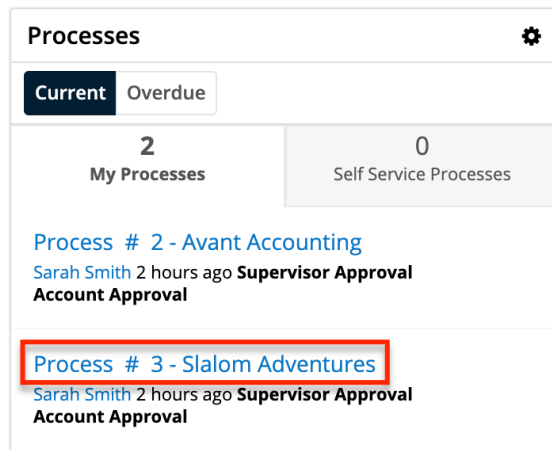 Processes
Current Overdue
2 0
My Processes Self Service Processes
Process # 2 - Avant Accounting
Sarah Smith 2 hours ago Supervisor Approval
Account Approval
Process # 3 - Slalom Adventures
Sarah Smith 2 hours ago Supervisor Approval
Account Approval